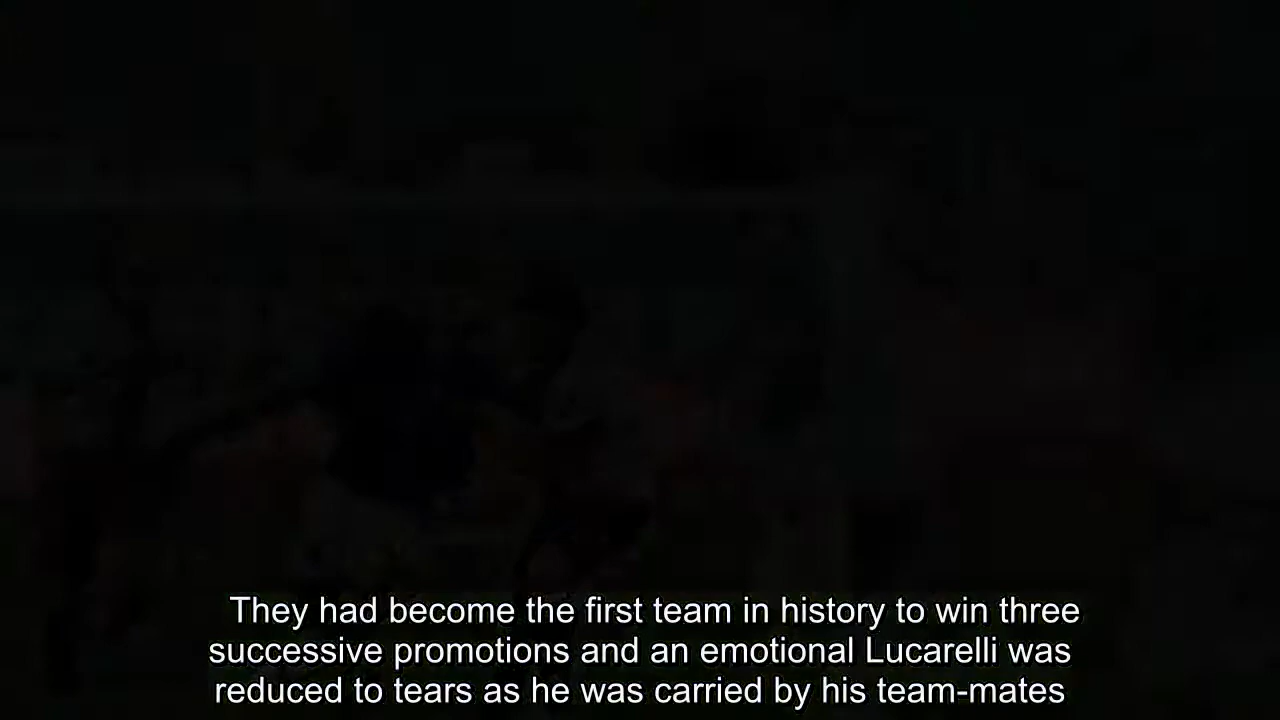 They had become the first team in history to win three
successive promotions and an emotional Lucarelli was
reduced to tears as he was carried by his team-mates